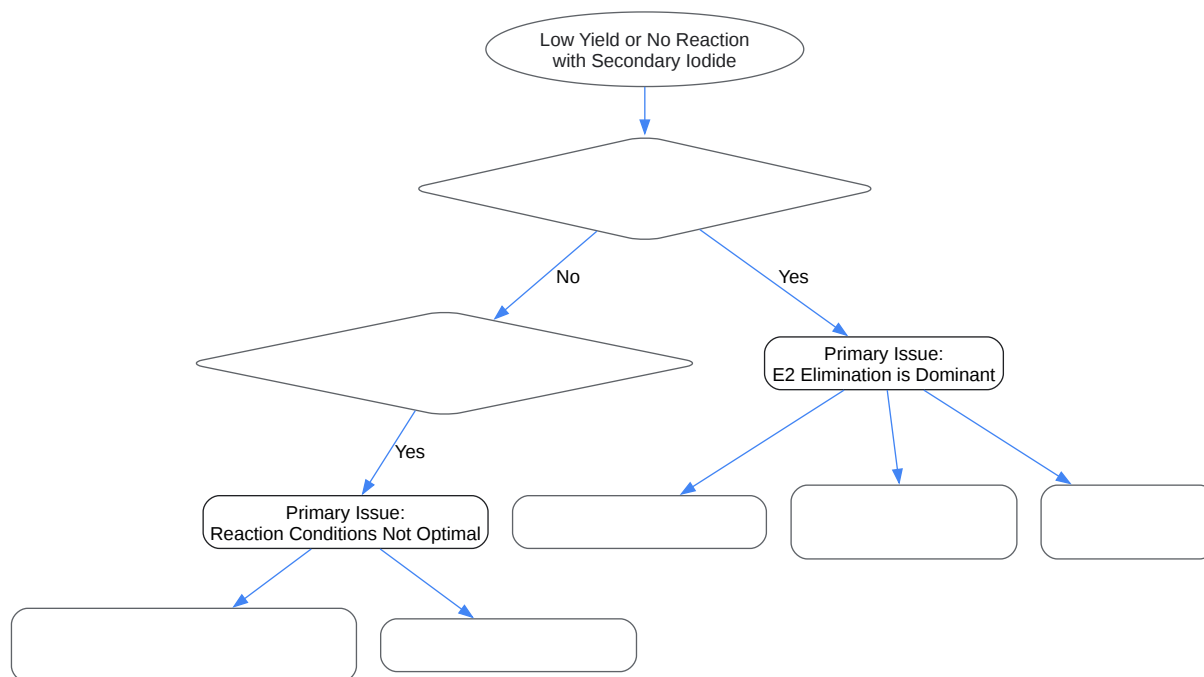 Low Yield or No Reaction
with Secondary Iodide
No
Yes
Primary Issue:
E2 Elimination is Dominant
Yes
Primary Issue:
Reaction Conditions Not Optimal